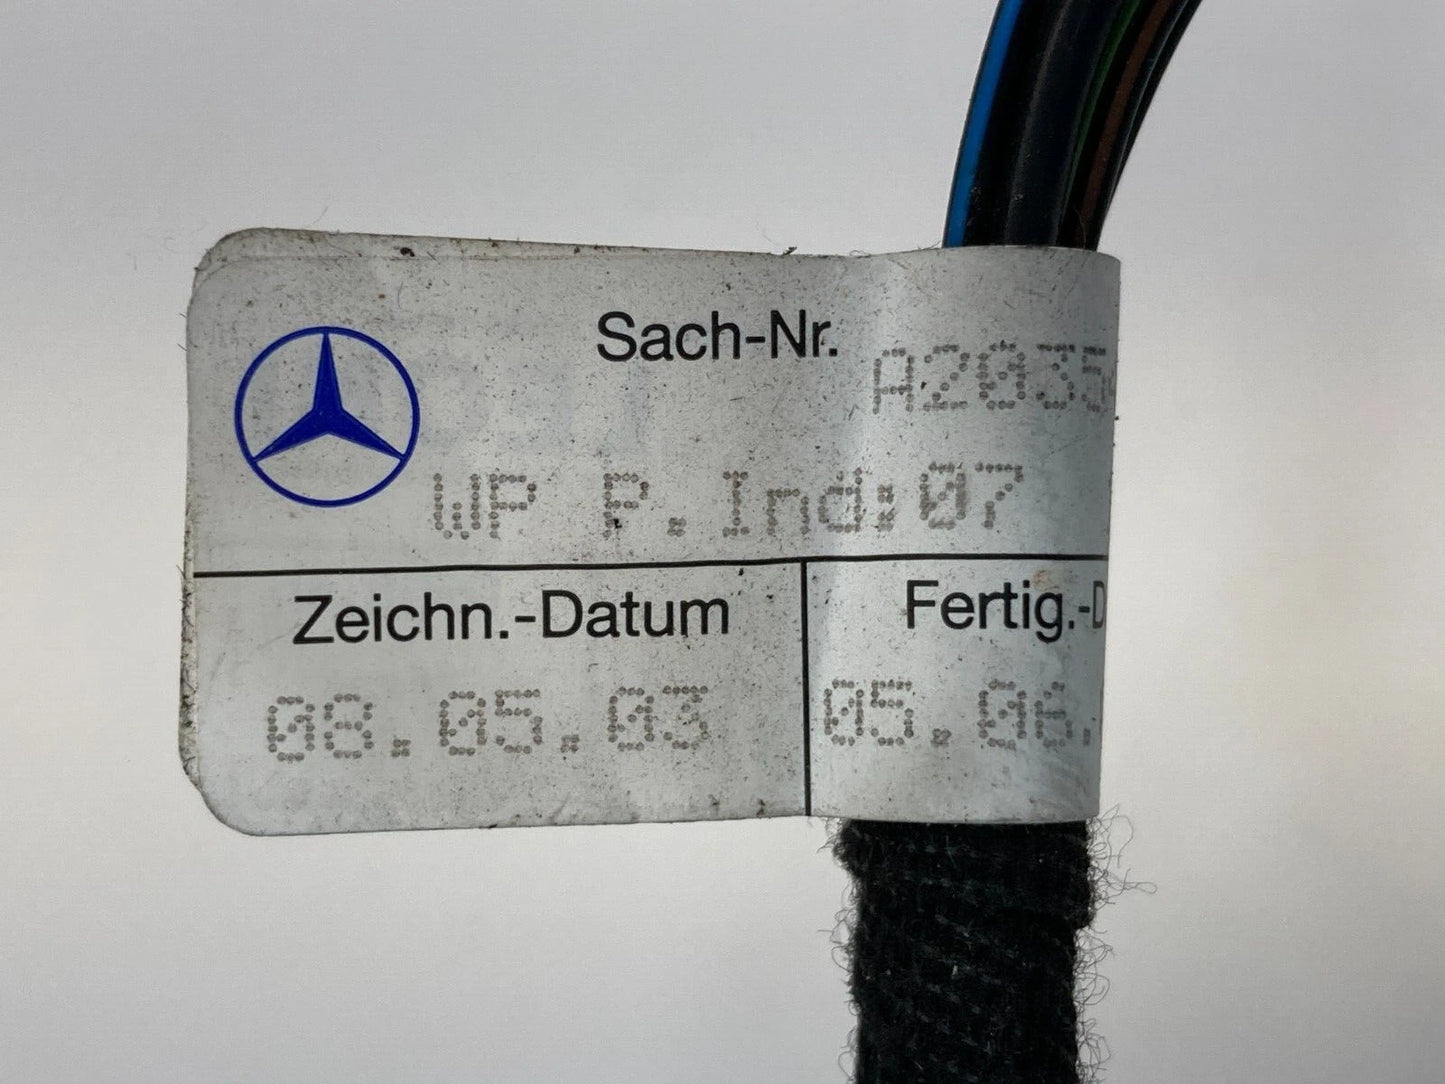 Sach-Nr.
A2035
WP P.Ind:07
Zeichn.-Datum
Fertig.-D
08.05.03
05.06.